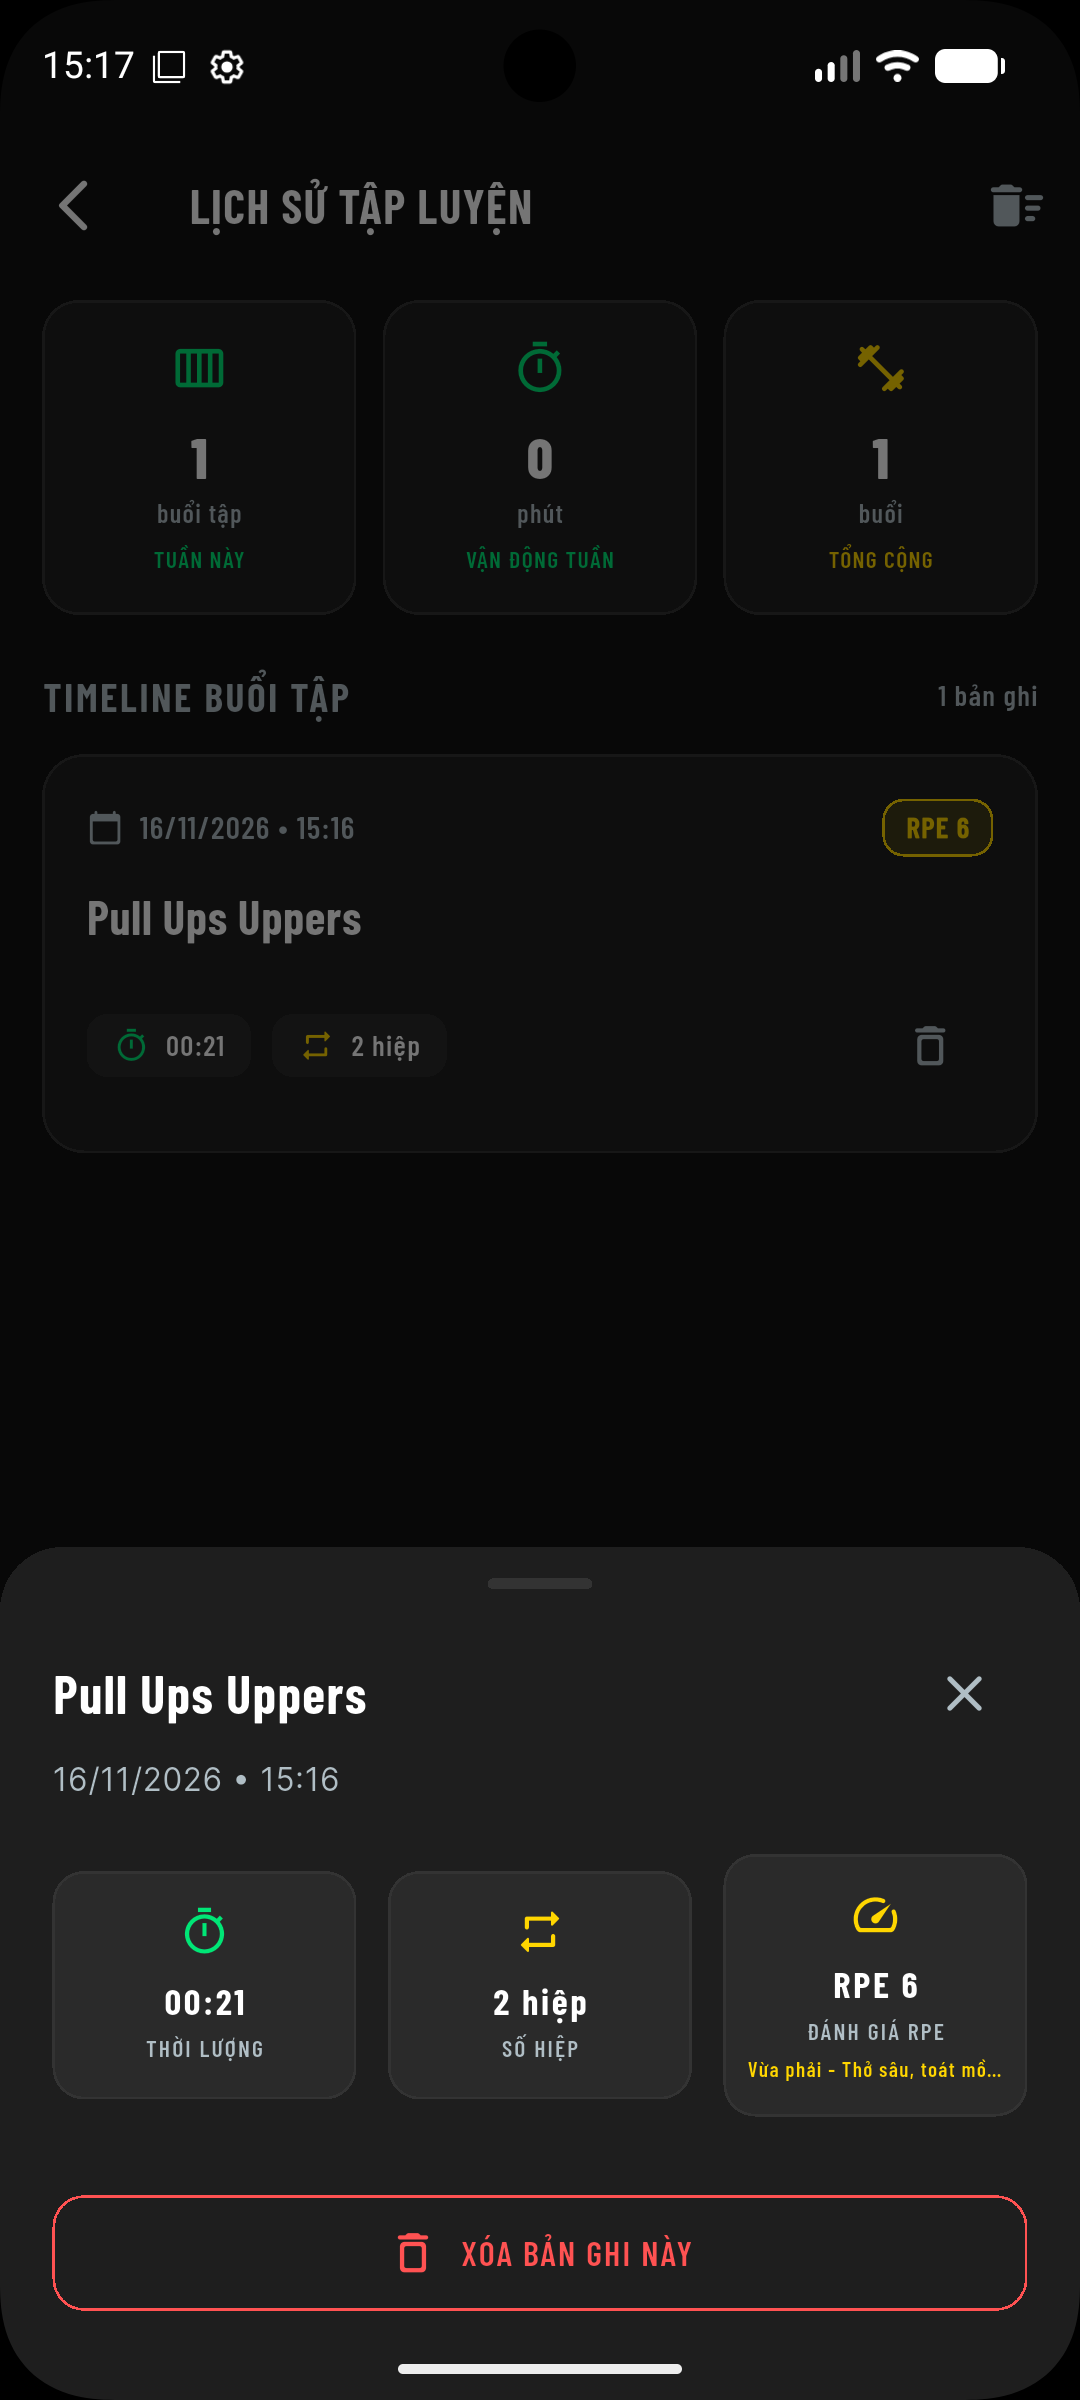 15:17
LỊCH SỬ TẬP LUYỆN
1
buổi tập
TUẦN NÀY
0
phút
VẬN ĐỘNG TUẦN
1
buổi
TỔNG CỘNG
TIMELINE BUỔI TẬP
1 bản ghi
16/11/2026 • 15:16
RPE 6
Pull Ups Uppers
00:21
2 hiệp
Pull Ups Uppers
16/11/2026 • 15:16
00:21
THỜI LƯỢNG
2 hiệp
SỐ HIỆP
RPE 6
ĐÁNH GIÁ RPE
Vừa phải - Thở sâu, toát mồ...
XÓA BẢN GHI NÀY